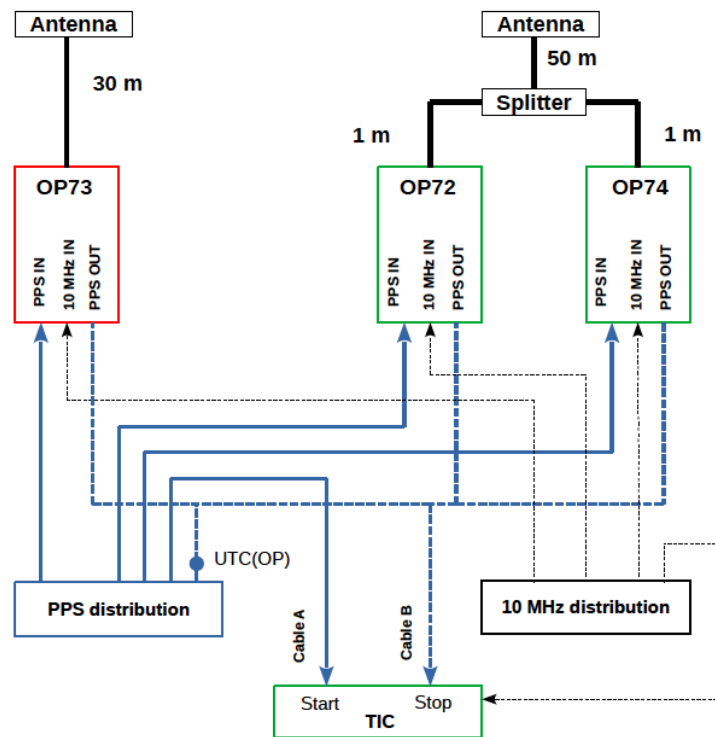 Antenna
Antenna
30 m
50 m
Splitter
1 m
1 m
OP73
OP72
OP74
PPS IN
10 MHz IN
PPS OUT
PPS IN
10 MHz IN
PPS OUT
PPS IN
10 MHz IN
PPS OUT
UTC(OP)
PPS distribution
10 MHz distribution
Cable A
Cable B
Start
Stop
TIC